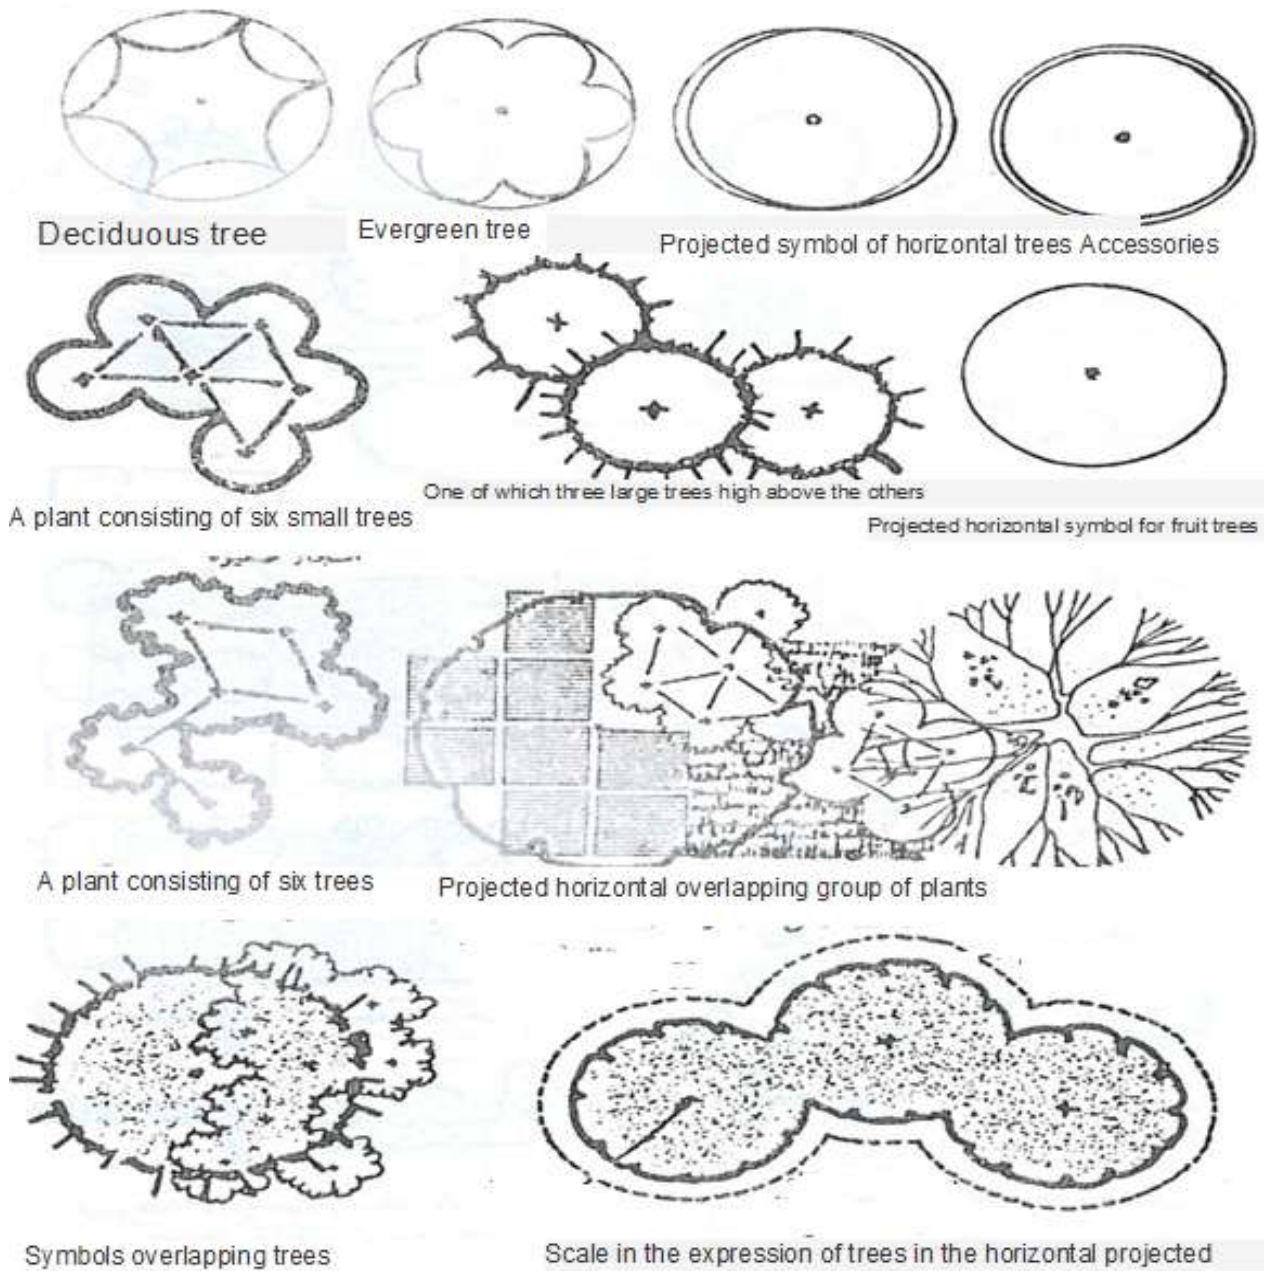 Deciduous tree
Evergreen tree
Projected symbol of horizontal trees Accessories
A plant consisting of six small trees
One of which three large trees high above the others
Projected horizontal symbol for fruit trees
A plant consisting of six trees
Projected horizontal overlapping group of plants
Symbols overlapping trees
Scale in the expression of trees in the horizontal projected